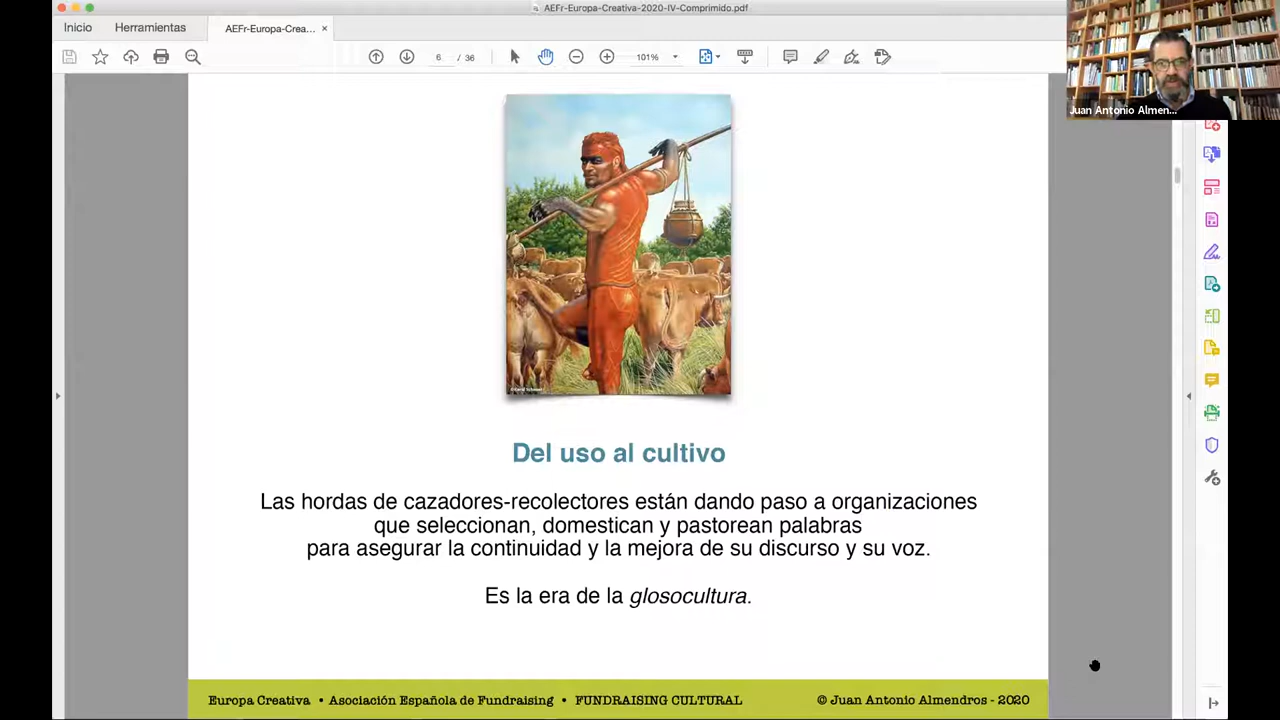 AEFr-Europa-Creativa-2020-IV-Comprimido.pdf
Inicio
Herramientas
AEFr-Europa-Crea...
6 / 36
101%
Juan Antonio Almen...
Del uso al cultivo
Las hordas de cazadores-recolectores están dando paso a organizaciones
que seleccionan, domestican y pastorean palabras
para asegurar la continuidad y la mejora de su discurso y su voz.
Es la era de la glosocultura.
Europa Creativa • Asociación Española de Fundraising • FUNDRAISING CULTURAL
© Juan Antonio Almendros - 2020